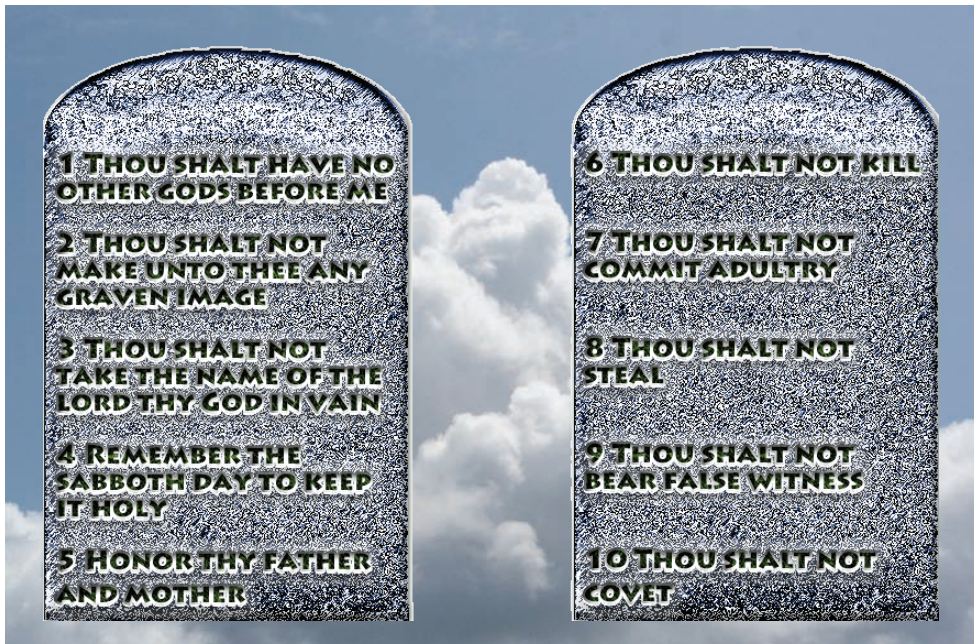 1 Thou shalt have no
other gods before me
2 Thou shalt not
make unto thee any
graven image
3 Thou shalt not
take the name of the
Lord thy God in vain
4 Remember the
Sabboth day to keep
it holy
5 Honor thy father
and mother
6 Thou shalt not kill
7 Thou shalt not
commit adultry
8 Thou shalt not
steal
9 Thou shalt not
bear false witness
10 Thou shalt not
covet